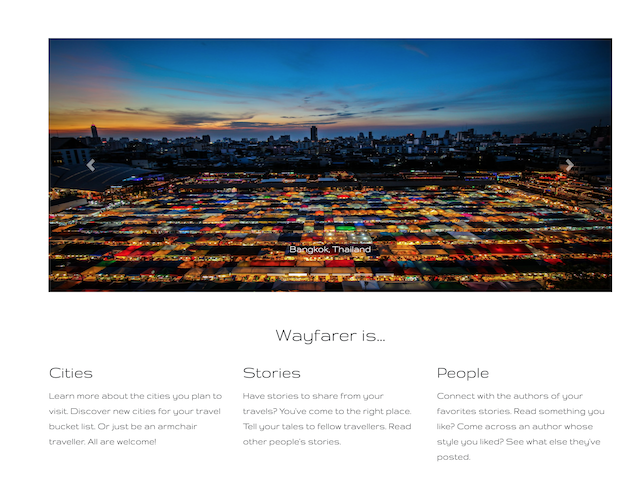 Bangkok, Thailand
Wayfarer is...
Cities
Learn more about the cities you plan to
visit. Discover new cities for your travel
bucket list. Or just be an armchair
traveller. All are welcome!
Stories
Have stories to share from your
travels? You've come to the right place.
Tell your tales to fellow travellers. Read
other people's stories.
People
Connect with the authors of your
favorites stories. Read something you
like? Come across an author whose
style you liked? See what else they've
posted.